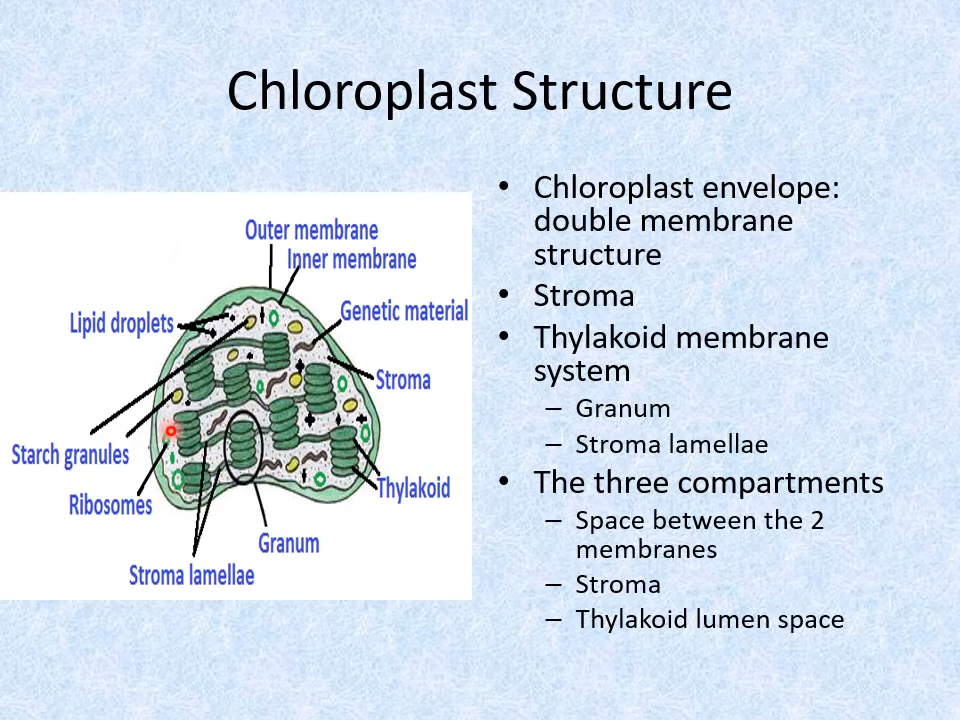 Chloroplast Structure
Outer membrane
Inner membrane
Genetic material
Lipid droplets
Stroma
Starch granules
Ribosomes
Thylakoid
Granum
Stroma lamellae
• Chloroplast envelope:
double membrane
structure
• Stroma
• Thylakoid membrane
system
– Granum
– Stroma lamellae
• The three compartments
– Space between the 2
membranes
– Stroma
– Thylakoid lumen space